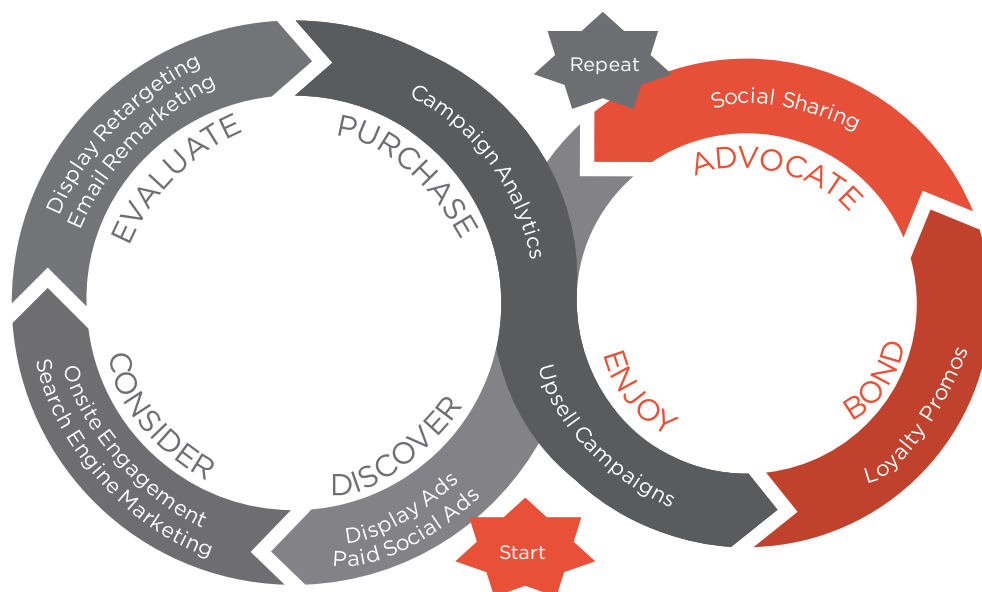 Start
Display Ads
Paid Social Ads
DISCOVER
Onsite Engagement
Search Engine Marketing
CONSIDER
Display Retargeting
Email Remarketing
EVALUATE
Campaign Analytics
PURCHASE
Upsell Campaigns
ENJOY
Loyalty Promos
BOND
Social Sharing
ADVOCATE
Repeat